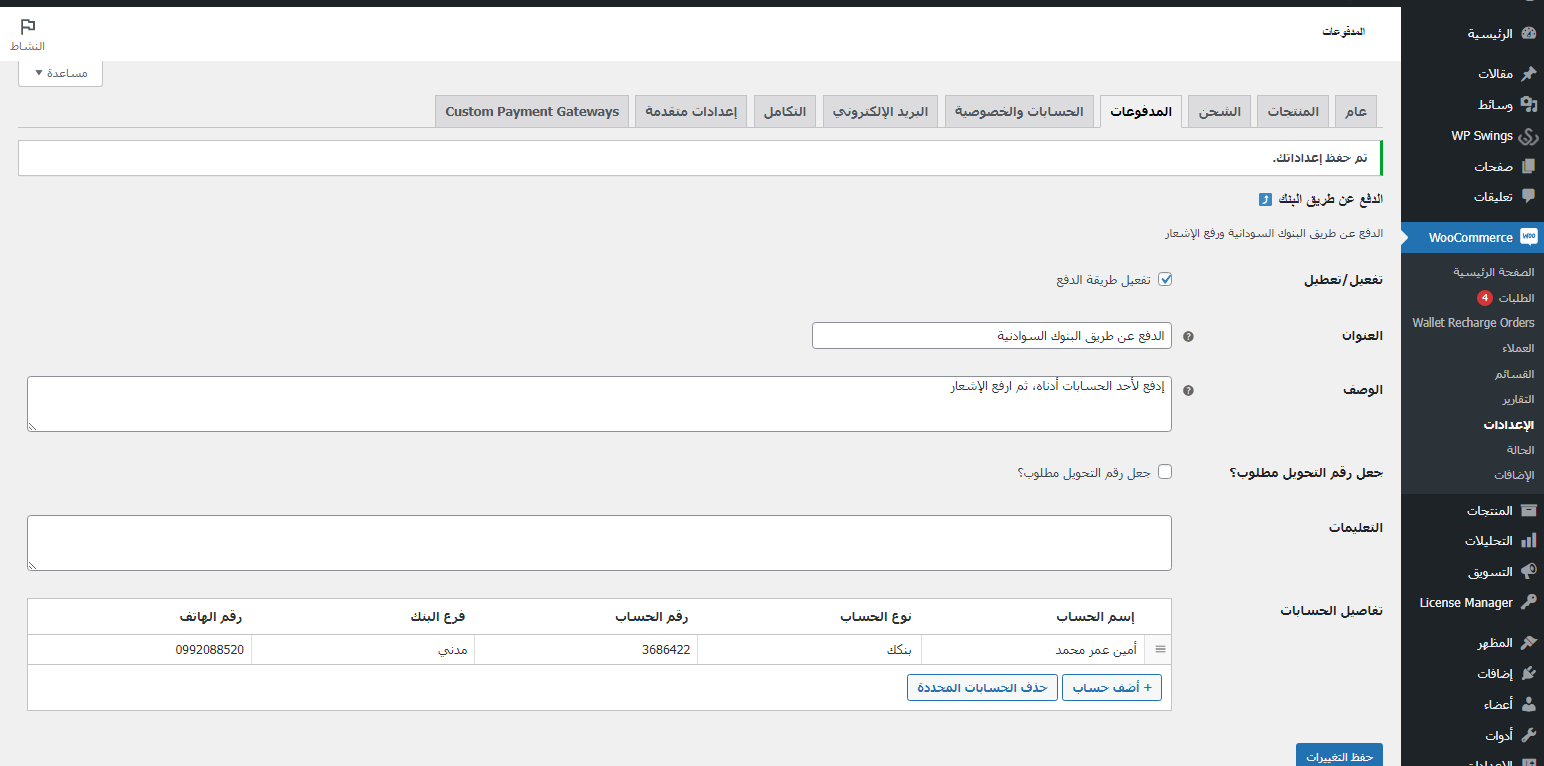 المدفوعات
النشاط
مساعدة
عام
المنتجات
الشحن
المدفوعات
الحسابات والخصوصية
البريد الإلكتروني
التكامل
إعدادات متقدمة
Custom Payment Gateways
تم حفظ إعداداتك.
الدفع عن طريق البنك
الدفع عن طريق البنوك السودانية ورفع الإشعار
تفعيل/تعطيل
تفعيل طريقة الدفع
العنوان
الدفع عن طريق البنوك السوادنية
الوصف
إدفع لأحد الحسابات أدناه، ثم ارفع الإشعار
جعل رقم التحويل مطلوب؟
جعل رقم التحويل مطلوب؟
التعليمات
تفاصيل الحسابات
إسم الحساب نوع الحساب رقم الحساب فرع البنك رقم الهاتف
أمين عمر محمد بنكك 3686422 مدني 0992088520
+ أضف حساب
حذف الحسابات المحددة
حفظ التغييرات
الرئيسية
مقالات
وسائط
WP Swings
صفحات
تعليقات
WooCommerce
الصفحة الرئيسية
الطلبات 4
Wallet Recharge Orders
العملاء
القسائم
التقارير
الإعدادات
الحالة
الإضافات
المنتجات
التحليلات
التسويق
License Manager
المظهر
إضافات
أعضاء
أدوات